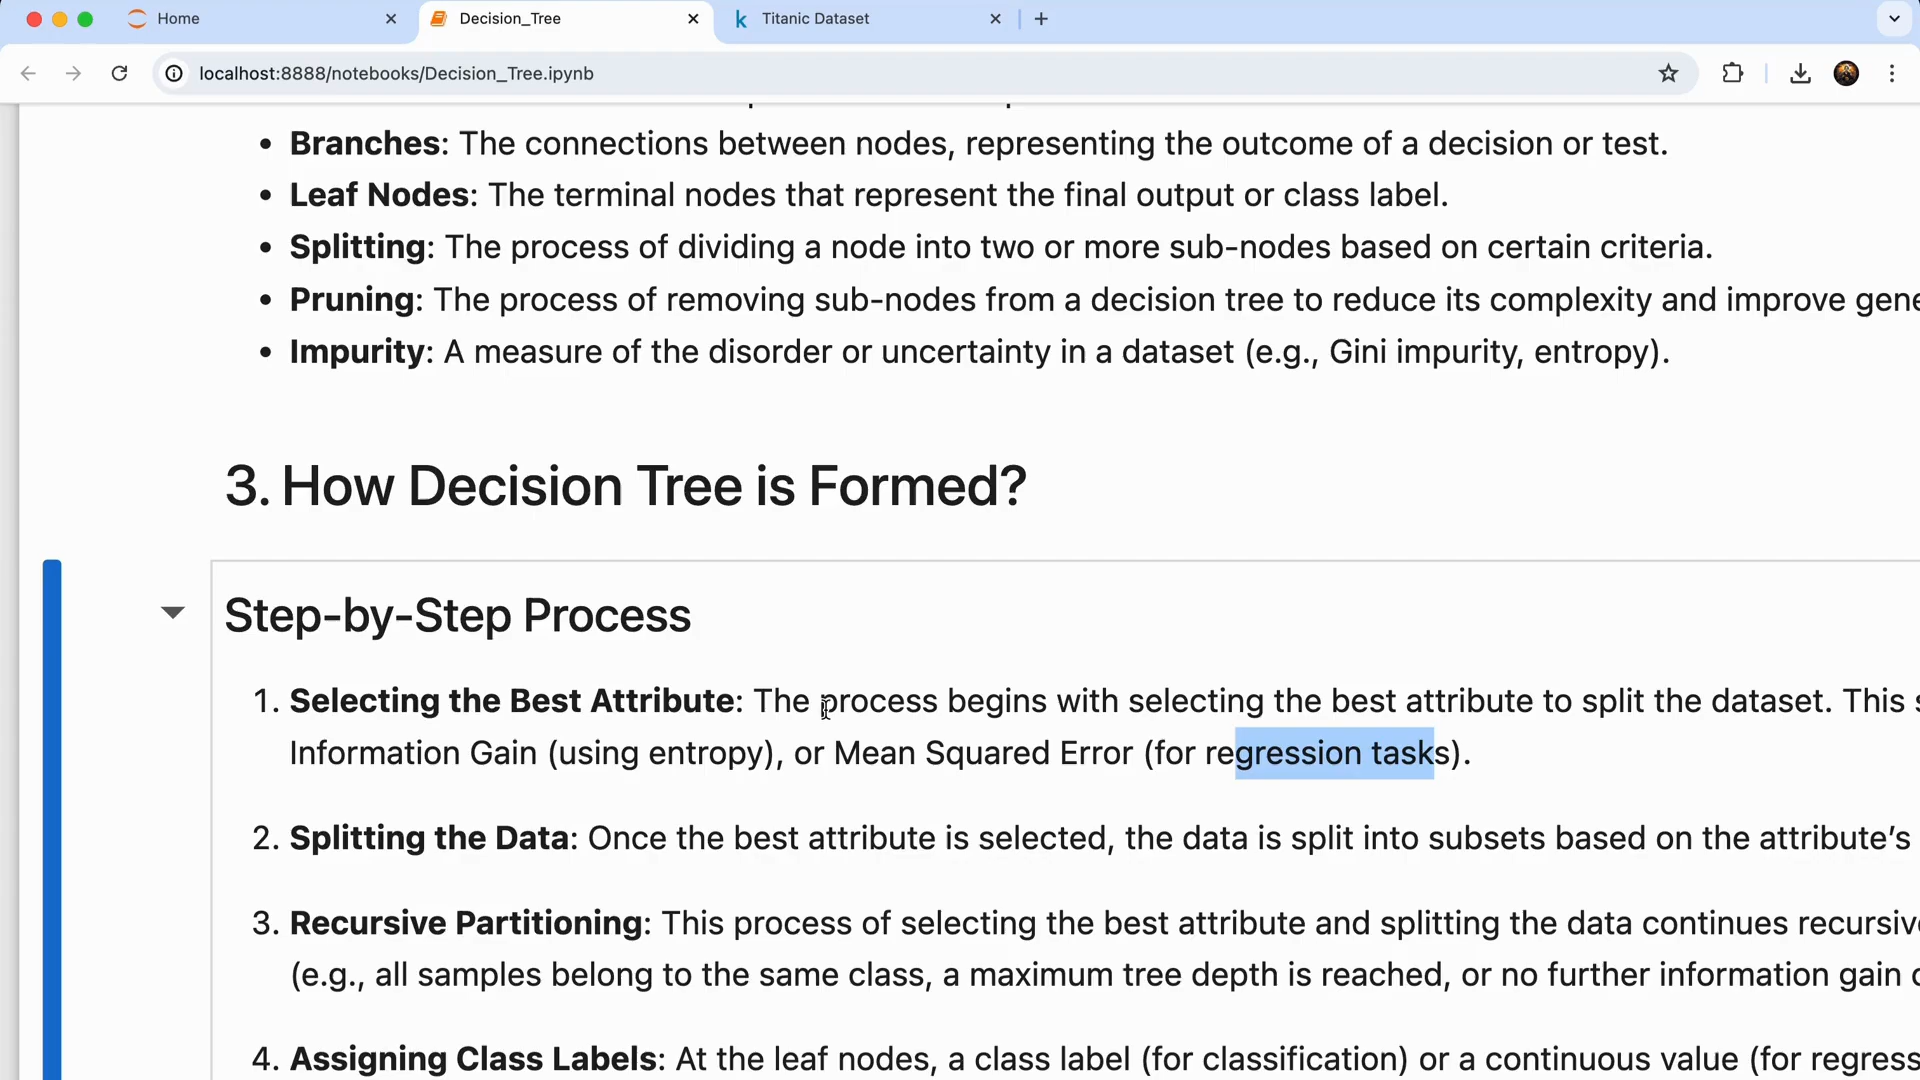 Home
Decision_Tree
Titanic Dataset
localhost:8888/notebooks/Decision_Tree.ipynb
• Branches: The connections between nodes, representing the outcome of a decision or test.
• Leaf Nodes: The terminal nodes that represent the final output or class label.
• Splitting: The process of dividing a node into two or more sub-nodes based on certain criteria.
• Pruning: The process of removing sub-nodes from a decision tree to reduce its complexity and improve gene
• Impurity: A measure of the disorder or uncertainty in a dataset (e.g., Gini impurity, entropy).
3. How Decision Tree is Formed?
Step-by-Step Process
1. Selecting the Best Attribute: The process begins with selecting the best attribute to split the dataset. This s
Information Gain (using entropy), or Mean Squared Error (for regression tasks).
2. Splitting the Data: Once the best attribute is selected, the data is split into subsets based on the attribute’s
3. Recursive Partitioning: This process of selecting the best attribute and splitting the data continues recursive
(e.g., all samples belong to the same class, a maximum tree depth is reached, or no further information gain
4. Assigning Class Labels: At the leaf nodes, a class label (for classification) or a continuous value (for regress